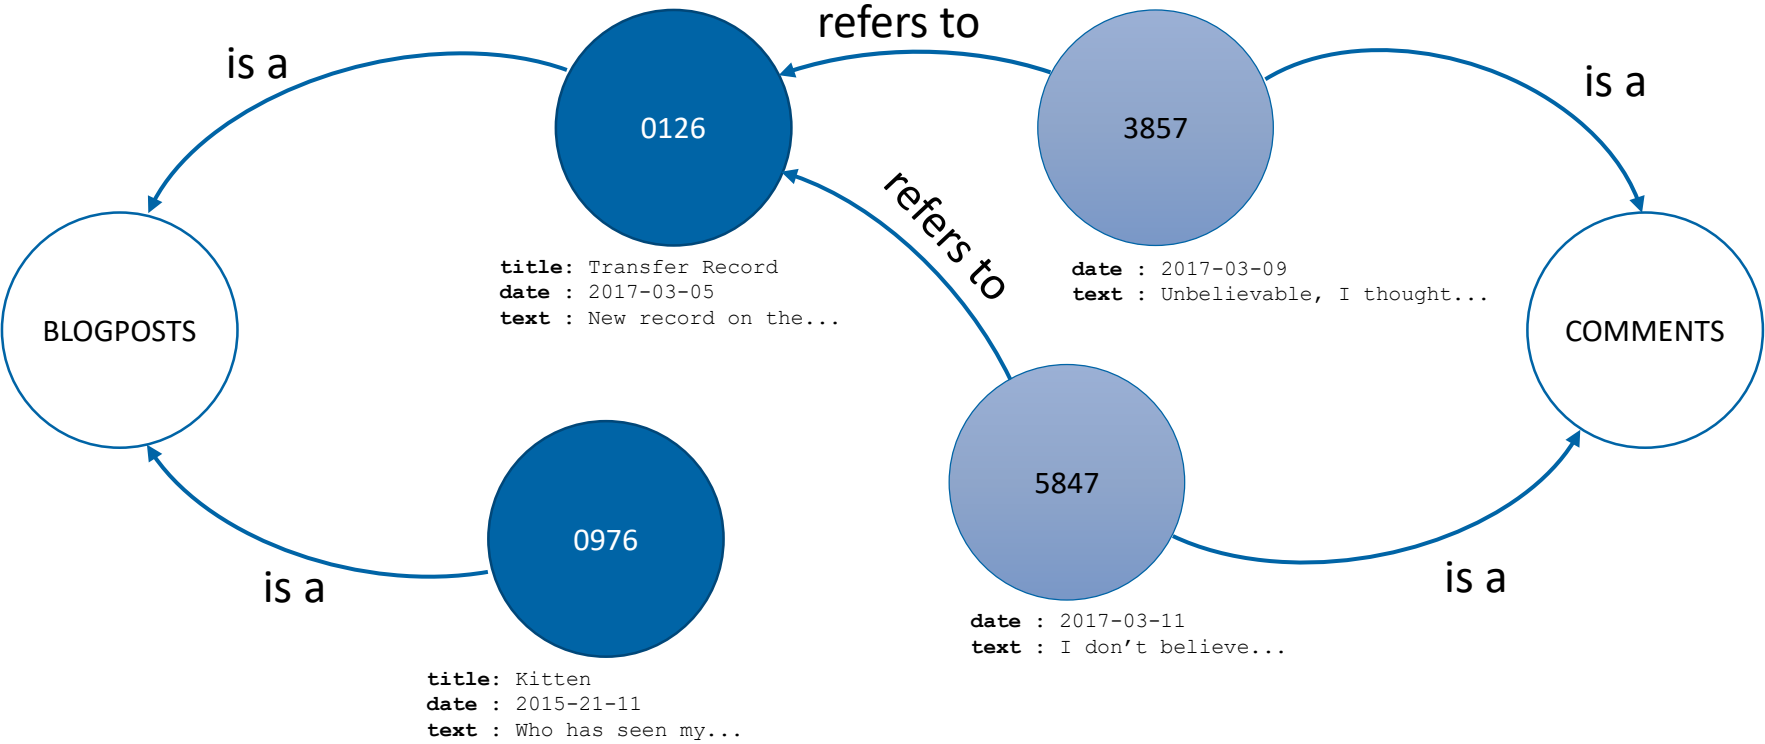 refers to
is a
is a
0126
3857
refers to
title: Transfer Record
date : 2017-03-05
text : New record on the...
date : 2017-03-09
text : Unbelievable, I thought...
BLOGPOSTS
COMMENTS
5847
0976
is a
is a
date : 2017-03-11
text : I don’t believe...
title: Kitten
date : 2015-21-11
text : Who has seen my...